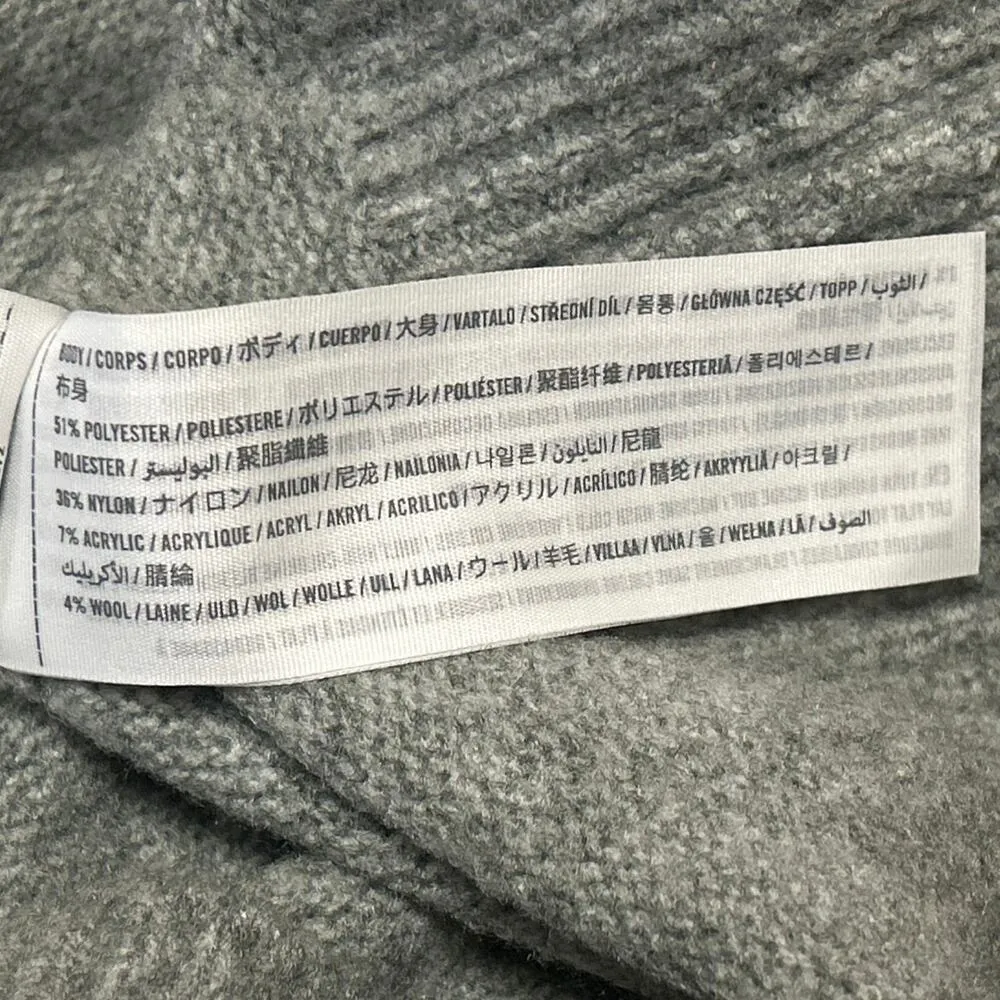 BODY / CORPS / CORPO / ボディ / CUERPO / 大身 / VARTALO / STŘEDNÍ DÍL / 몸통 / GŁÓWNA CZĘŚĆ / TOPP / الثوب /
布身
51% POLYESTER / POLIESTERE / ポリエステル / POLIÉSTER / 聚酯纤维 / POLYESTERIÄ / 폴리에스테르 /
POLIESTER / البوليستر / 聚脂纖維
36% NYLON / ナイロン / NAILON / 尼龙 / NAILONIA / 나일론 / النايلون / 尼龍
7% ACRYLIC / ACRYLIQUE / ACRYL / AKRYL / ACRILICO / アクリル / ACRÍLICO / 腈纶 / AKRYYLIÄ / 아크릴 /
الأكريليك / 腈綸
4% WOOL / LAINE / ULD / WOL / WOLLE / ULL / LANA / ウール / 羊毛 / VILLAA / VLNA / 울 / WEŁNA / LÃ / الصوف